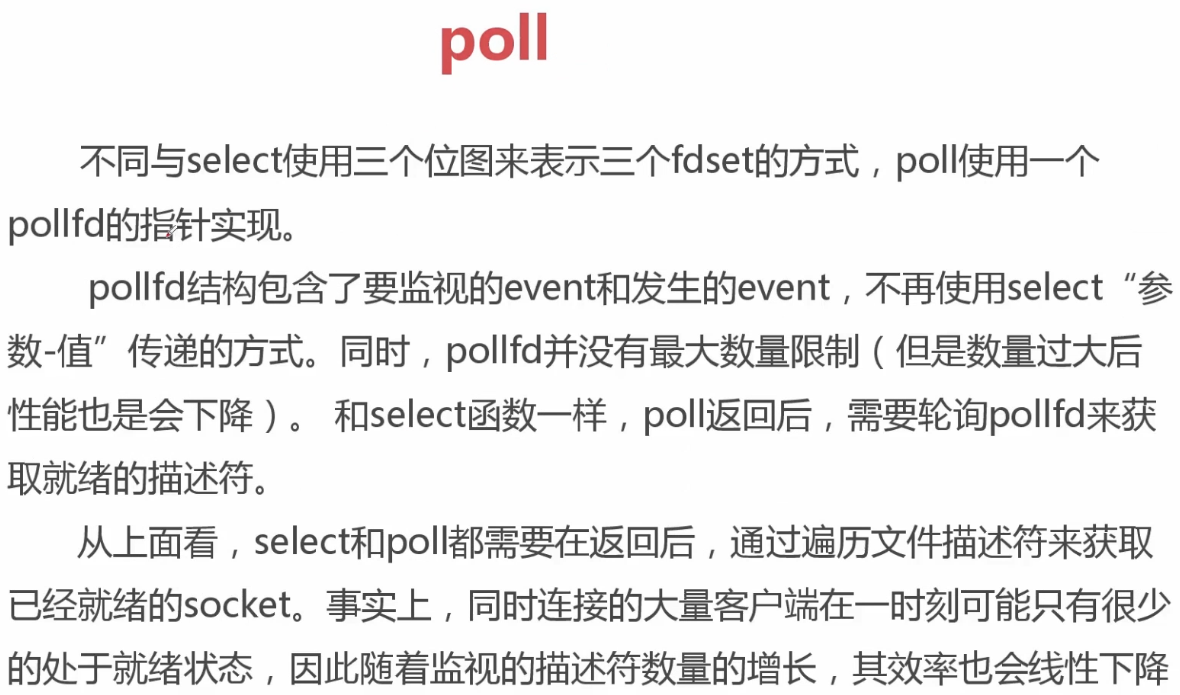 poll
不同与select使用三个位图来表示三个fdset的方式，poll使用一个
pollfd的指针实现。
pollfd结构包含了要监视的event和发生的event，不再使用select“参
数-值”传递的方式。同时，pollfd并没有最大数量限制（但是数量过大后
性能也是会下降）。 和select函数一样，poll返回后，需要轮询pollfd来获
取就绪的描述符。
从上面看，select和poll都需要在返回后，通过遍历文件描述符来获取
已经就绪的socket。事实上，同时连接的大量客户端在一时刻可能只有很少
的处于就绪状态，因此随着监视的描述符数量的增长，其效率也会线性下降